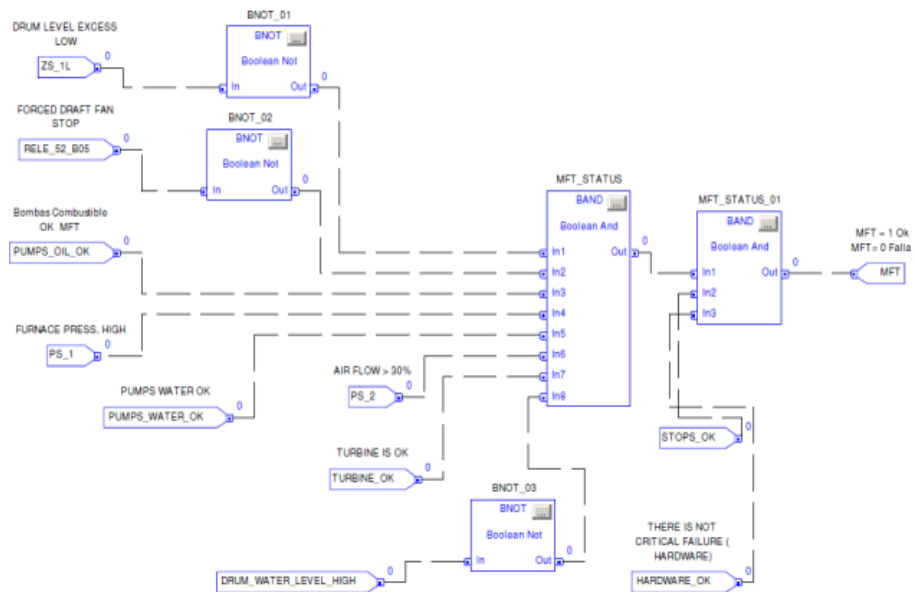 BNOT_01
DRUM LEVEL EXCESS
LOW
BNOT ...
0
ZS_1L
Boolean Not
0
In
Out
BNOT_02
FORCED DRAFT FAN
STOP
BNOT ...
0
RELE_52_B05
Boolean Not
0
In
Out
MFT_STATUS
BAND ...
MFT_STATUS_01
BAND ...
Bombas Combustible
OK MFT
0
PUMPS_OIL_OK
Boolean And
0
In1
Out
In2
In3
In4
In5
In6
In7
In8
Boolean And
0
In1
Out
In2
In3
MFT = 1 Ok
MFT= 0 Falla
MFT
FURNACE PRESS. HIGH
0
PS_1
PUMPS WATER OK
0
PUMPS_WATER_OK
AIR FLOW > 30%
0
PS_2
0
STOPS_OK
TURBINE IS OK
0
TURBINE_OK
BNOT_03
BNOT ...
Boolean Not
0
In
Out
0
DRUM_WATER_LEVEL_HIGH
THERE IS NOT
CRITICAL FAILURE (
HARDWARE)
0
HARDWARE_OK